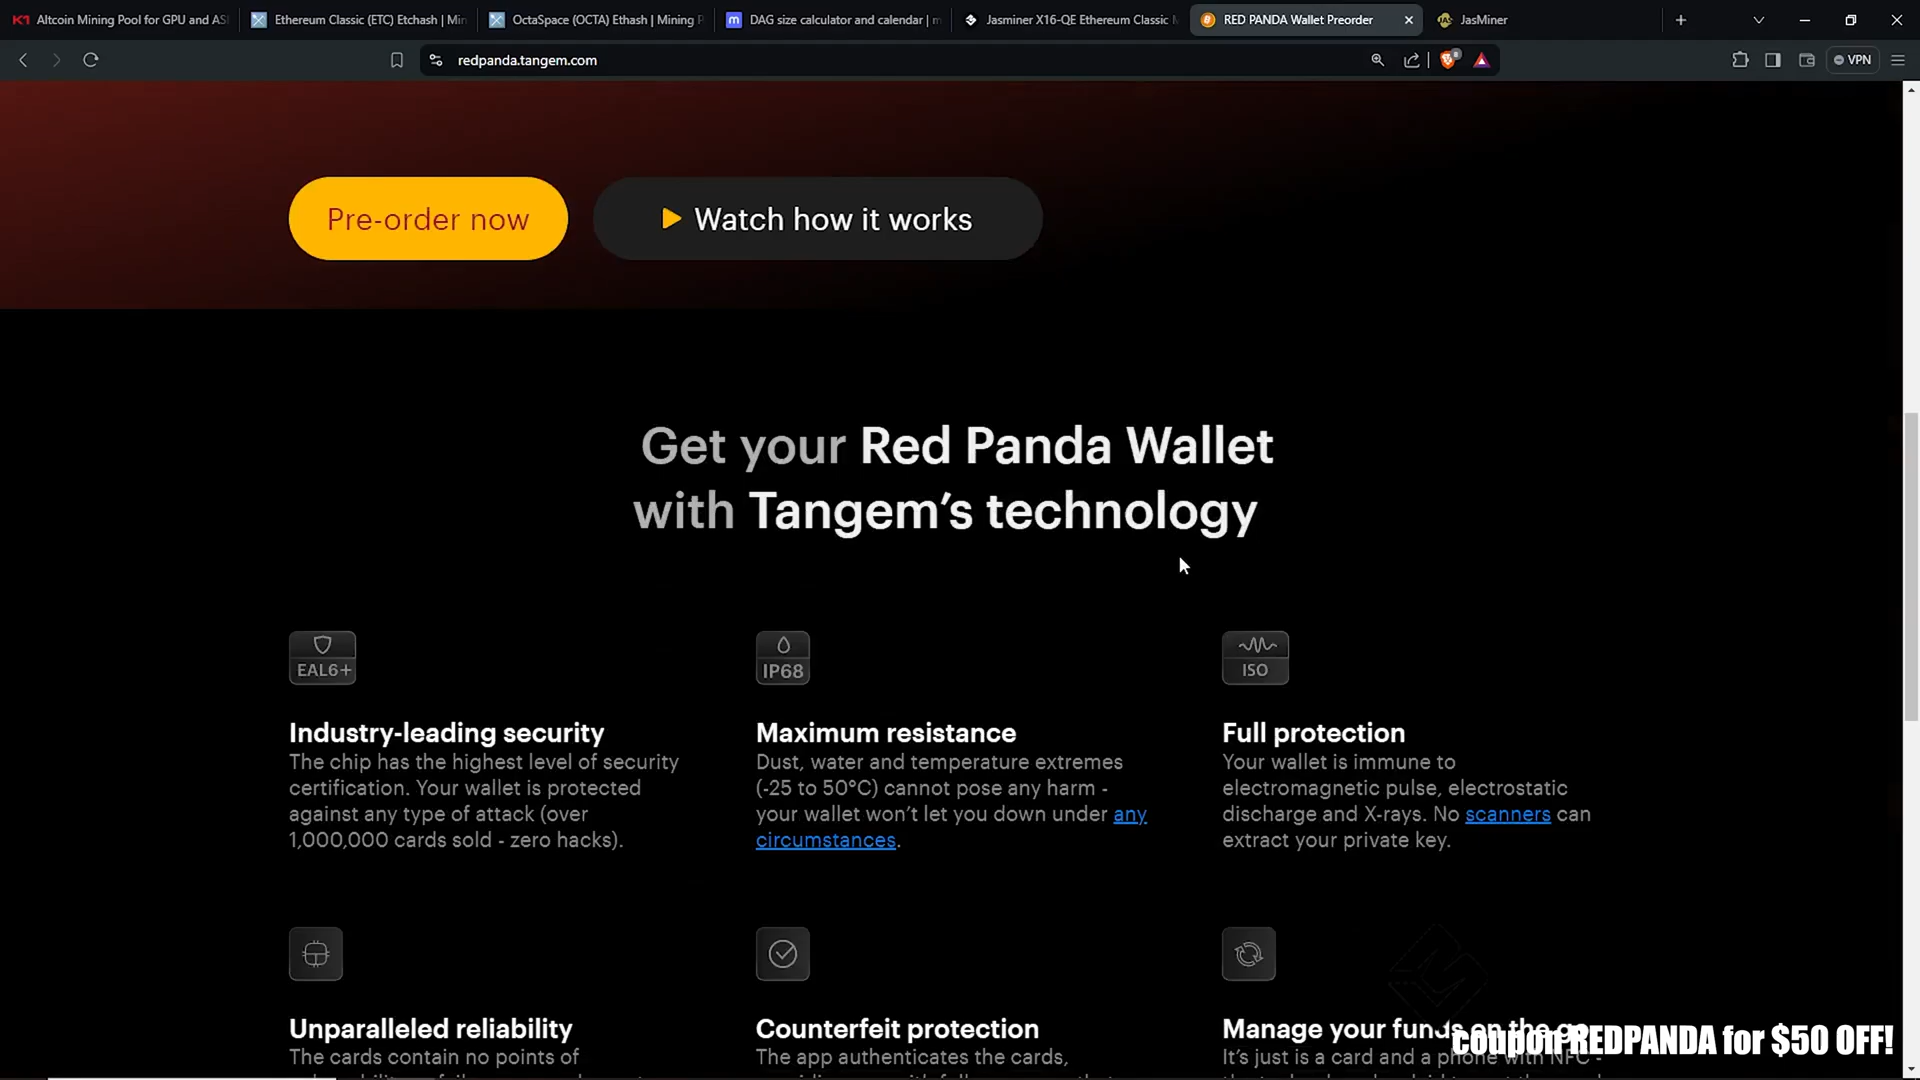 K1 Altcoin Mining Pool for GPU and AS
Ethereum Classic (ETC) Etchash | Min
OctaSpace (OCTA) Ethash | Mining P
m DAG size calculator and calendar | m
Jasminer X16-QE Ethereum Classic M
RED PANDA Wallet Preorder
JasMiner
redpanda.tangem.com
8
VPN
Pre-order now
Watch how it works
Get your Red Panda Wallet
with Tangem’s technology
EAL6+
IP68
ISO
Industry-leading security
The chip has the highest level of security
certification. Your wallet is protected
against any type of attack (over
1,000,000 cards sold - zero hacks).
Maximum resistance
Dust, water and temperature extremes
(-25 to 50°C) cannot pose any harm -
your wallet won’t let you down under any
circumstances.
Full protection
Your wallet is immune to
electromagnetic pulse, electrostatic
discharge and X-rays. No scanners can
extract your private key.
Unparalleled reliability
The cards contain no points of
Counterfeit protection
The app authenticates the cards,
Manage your funds on the go
It’s just is a card and a phone with NFC -
coupon REDPANDA for $50 OFF!